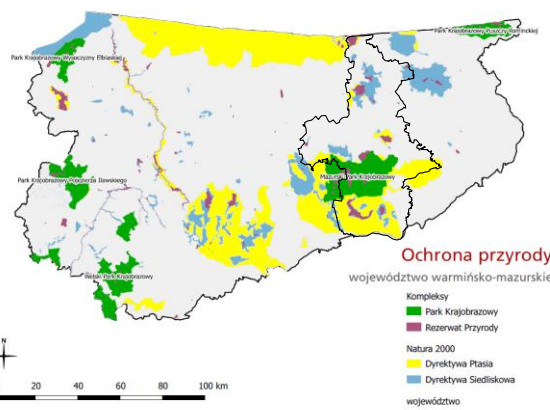 Park Krajobrazowy Puszczy Rominckiej
Park Krajobrazowy Wysoczyzny Elbląskiej
Mazurski Park Krajobrazowy
Park Krajobrazowy Pojezierza Iławskiego
Welski Park Krajobrazowy
Ochrona przyrody
województwo warmińsko-mazurskie
Kompleksy
Park Krajobrazowy
Rezerwat Przyrody
Natura 2000
Dyrektywa Ptasia
Dyrektywa Siedliskowa
województwo
N
20 40 60 80 100 km